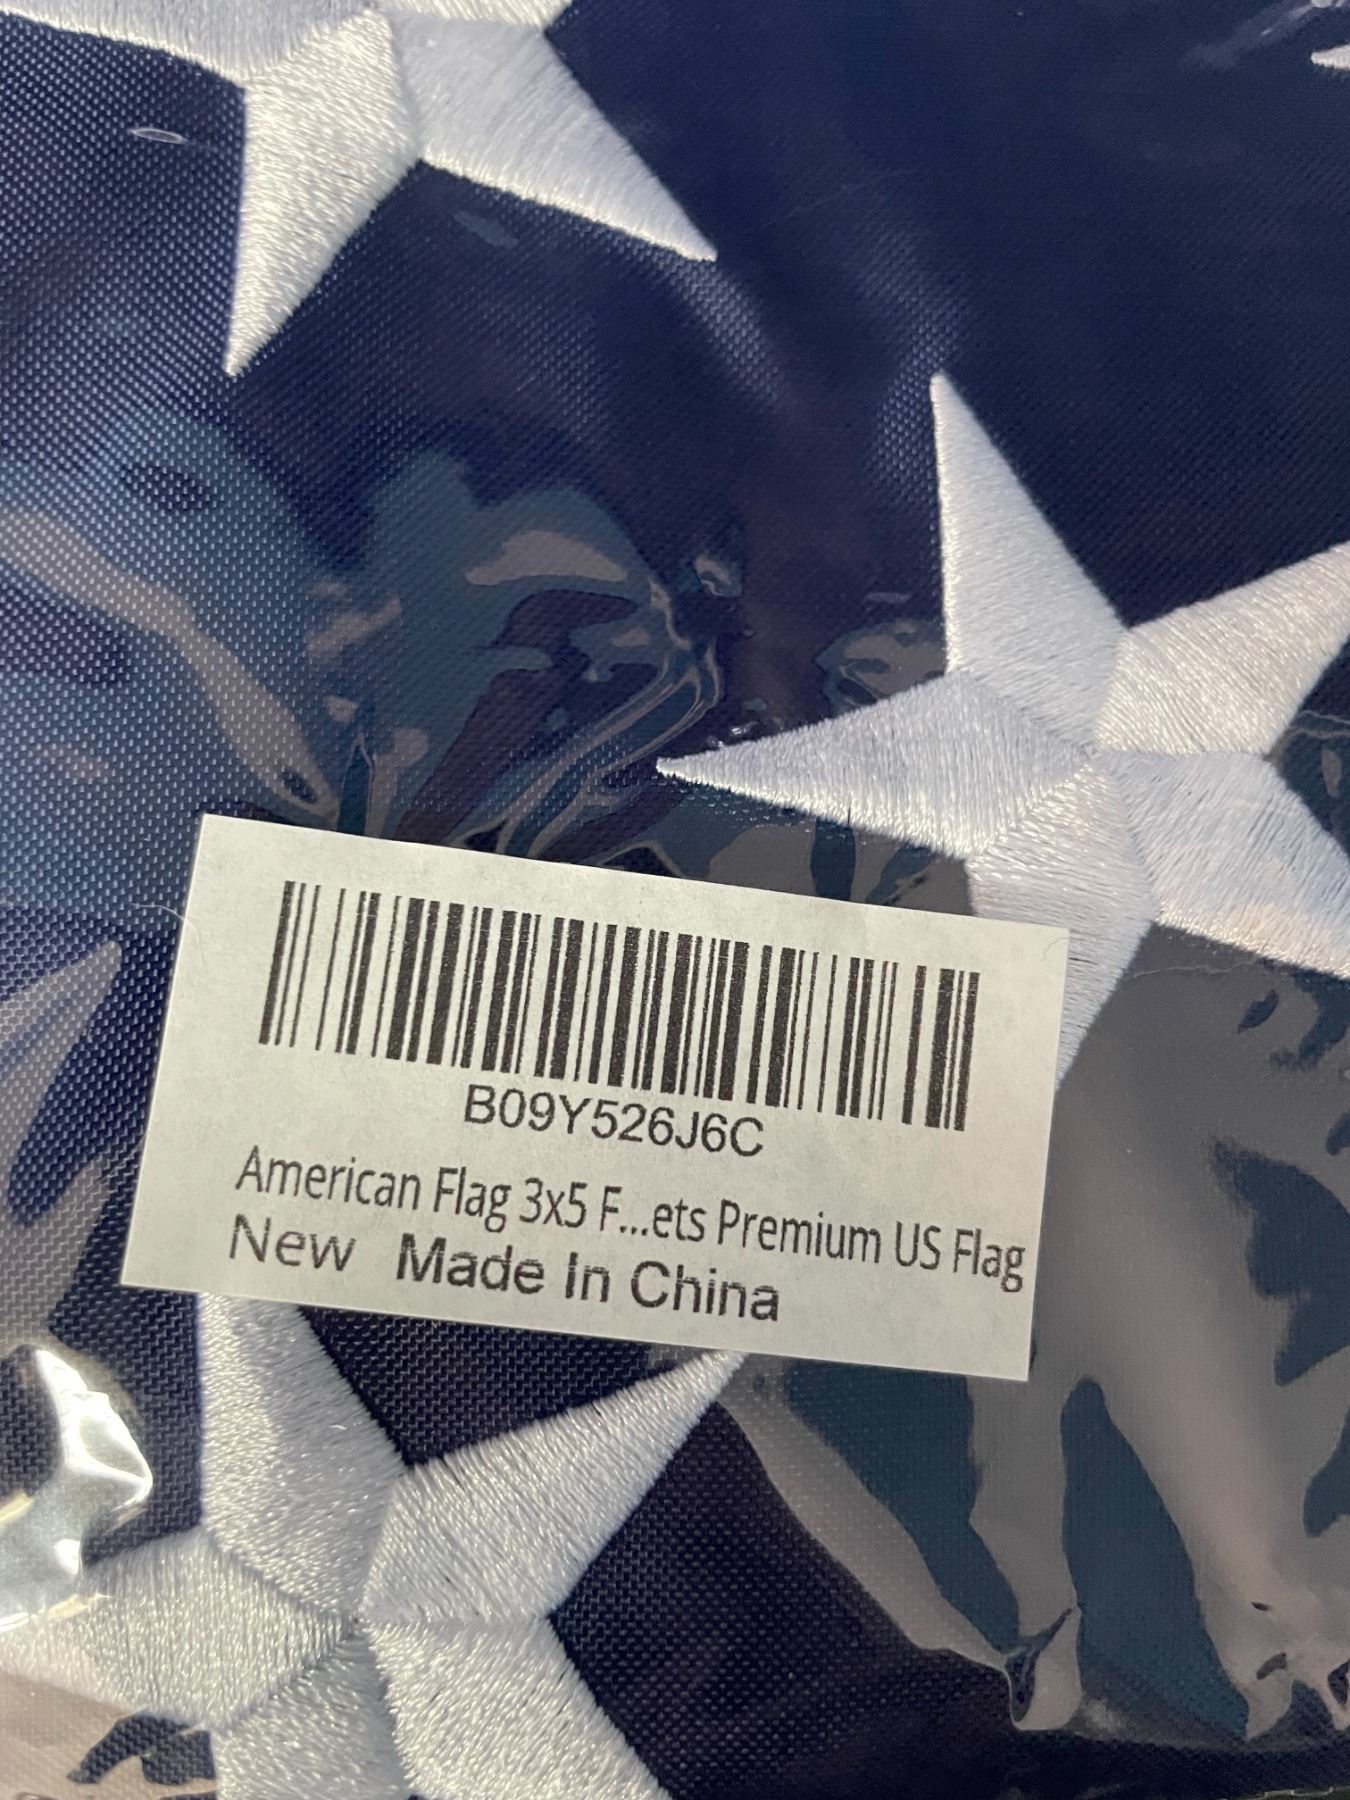 B09Y526J6C
American Flag 3x5 F...ets Premium US Flag
New Made In China